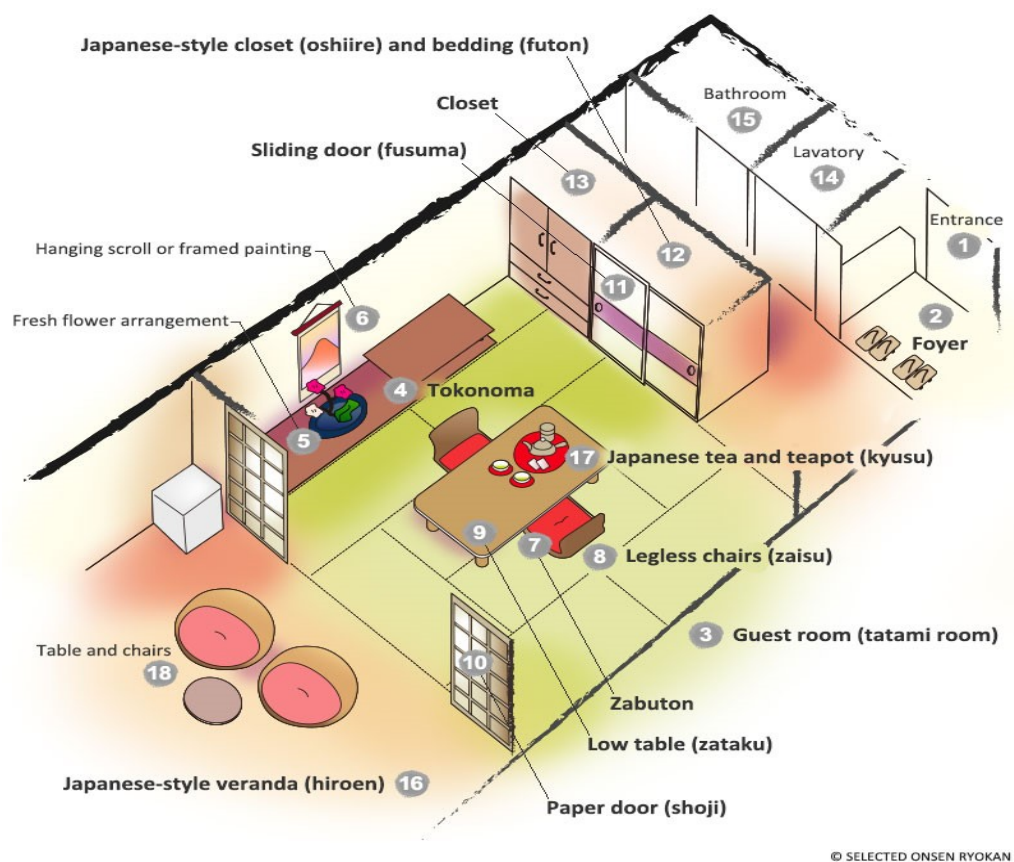 Japanese-style closet (oshiire) and bedding (futon)
Bathroom
15
Closet
Lavatory
14
Sliding door (fusuma)
13
Entrance
1
Hanging scroll or framed painting
12
11
6
2
Fresh flower arrangement
Foyer
4 Tokonoma
5
17 Japanese tea and teapot (kyusu)
9
7
8 Legless chairs (zaisu)
3 Guest room (tatami room)
Table and chairs
18
10
Zabuton
Low table (zataku)
Japanese-style veranda (hiroen) 16
Paper door (shoji)
© SELECTED ONSEN RYOKAN